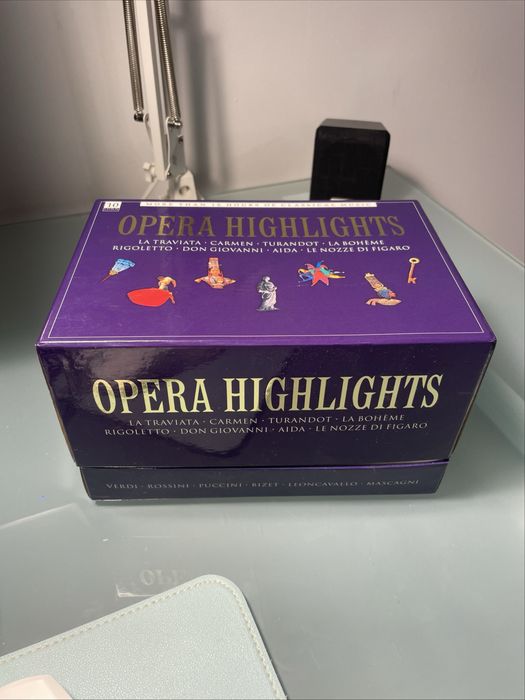 10
MORE THAN 10 HOURS OF CLASSICAL MUSIC
OPERA HIGHLIGHTS
LA TRAVIATA · CARMEN · TURANDOT · LA BOHÈME
RIGOLETTO · DON GIOVANNI · AIDA · LE NOZZE DI FIGARO
OPERA HIGHLIGHTS
LA TRAVIATA · CARMEN · TURANDOT · LA BOHÈME
RIGOLETTO · DON GIOVANNI · AIDA · LE NOZZE DI FIGARO
VERDI · ROSSINI · PUCCINI · BIZET · LEONCAVALLO · MASCAGNI